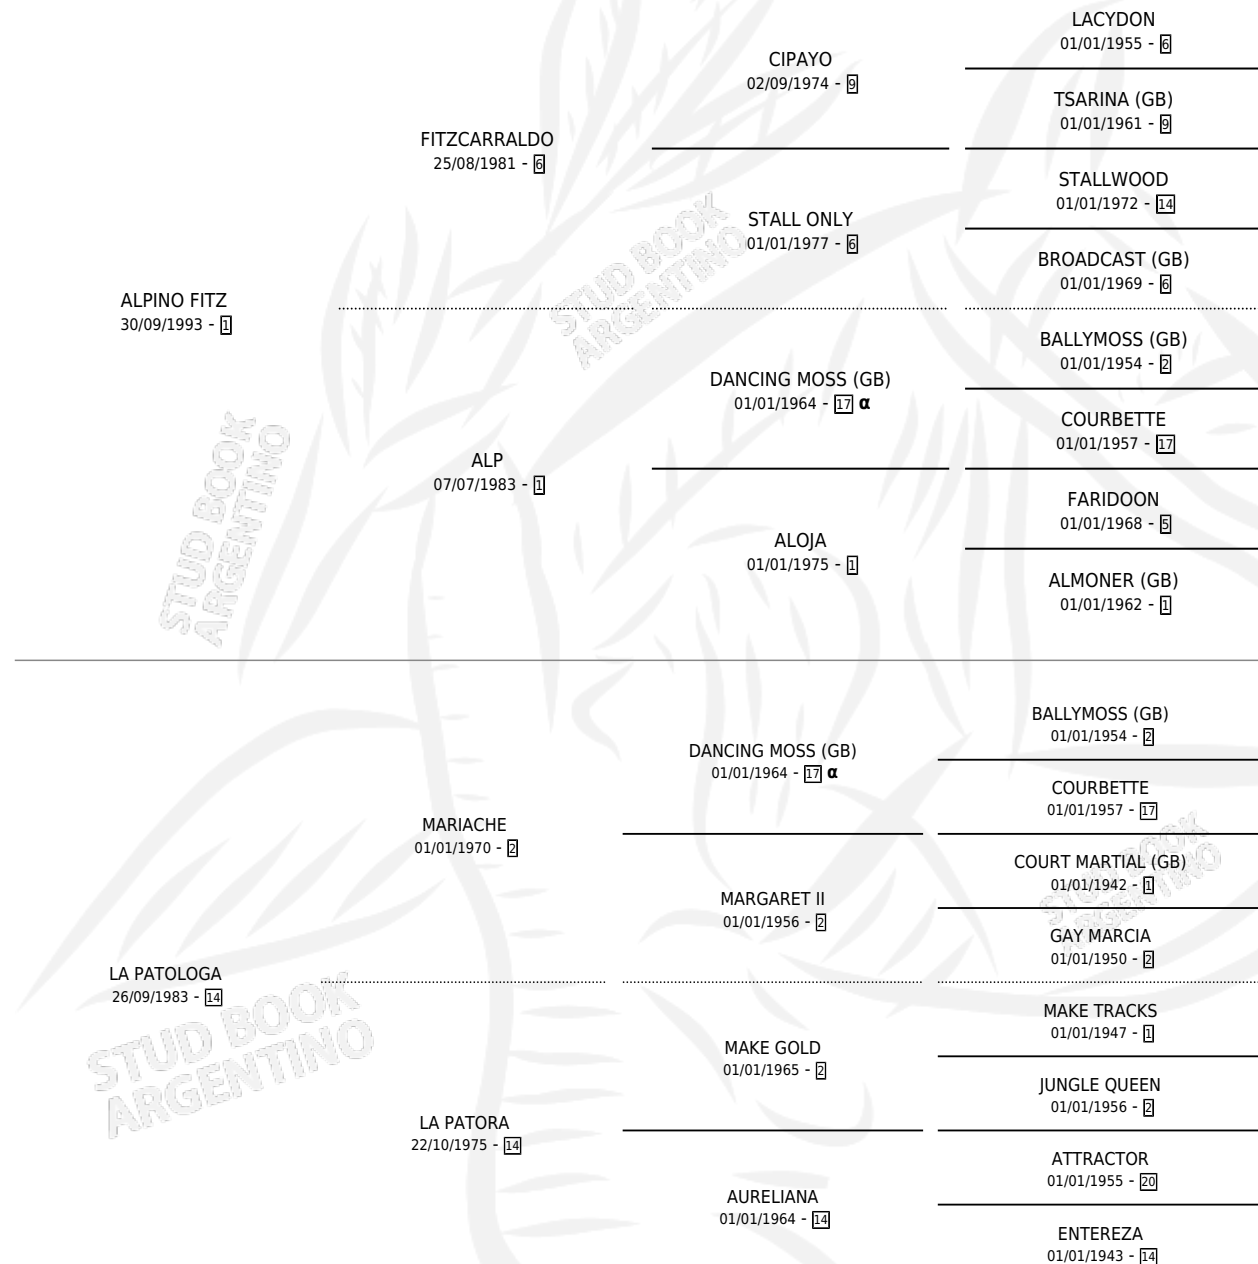 LACYDON
01/01/1955 - 6
CIPAYO
02/09/1974 - 9
TSARINA (GB)
01/01/1961 - 9
FITZCARRALDO
25/08/1981 - 6
STALLWOOD
01/01/1972 - 14
STALL ONLY
01/01/1977 - 6
BROADCAST (GB)
01/01/1969 - 6
STUD BOOK
ARGENTINO
ALPINO FITZ
30/09/1993 - 1
BALLYMOSS (GB)
01/01/1954 - 2
DANCING MOSS (GB)
01/01/1964 - 17 α
COURBETTE
01/01/1957 - 17
ALP
07/07/1983 - 1
FARIDOON
01/01/1968 - 5
ALOJA
01/01/1975 - 1
ALMONER (GB)
01/01/1962 - 1
STUD BOOK
ARGENTINO
BALLYMOSS (GB)
01/01/1954 - 2
DANCING MOSS (GB)
01/01/1964 - 17 α
COURBETTE
01/01/1957 - 17
MARIACHE
01/01/1970 - 2
COURT MARTIAL (GB)
01/01/1942 - 1
MARGARET II
01/01/1956 - 2
GAY MARCIA
01/01/1950 - 2
STUD BOOK
ARGENTINO
LA PATOLOGA
26/09/1983 - 14
MAKE TRACKS
01/01/1947 - 1
MAKE GOLD
01/01/1965 - 2
JUNGLE QUEEN
01/01/1956 - 2
STUD BOOK
ARGENTINO
LA PATORA
22/10/1975 - 14
ATTRACTOR
01/01/1955 - 20
AURELIANA
01/01/1964 - 14
ENTEREZA
01/01/1943 - 14